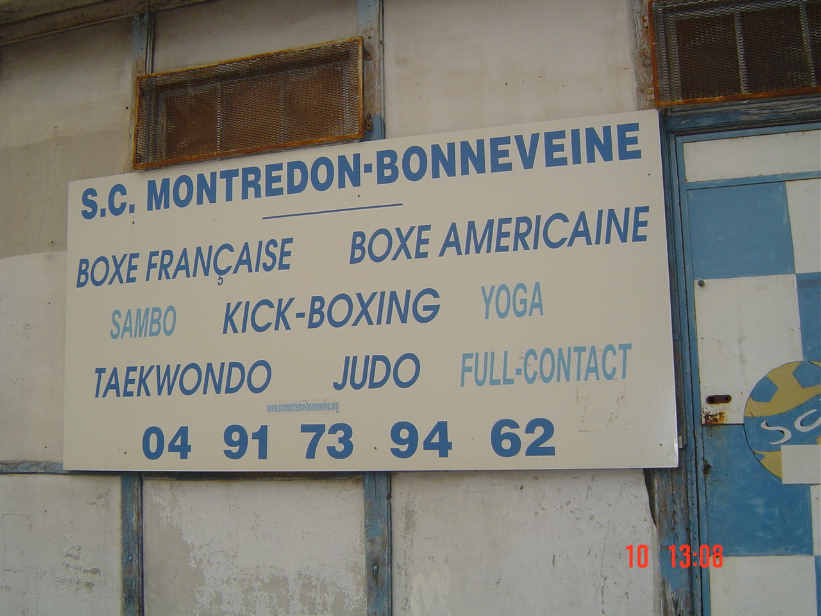 S.C. MONTREDON-BONNEVEINE
BOXE FRANÇAISE BOXE AMERICAINE
SAMBO KICK-BOXING YOGA
TAEKWONDO JUDO FULL-CONTACT
04 91 73 94 62
SC
10 13:08